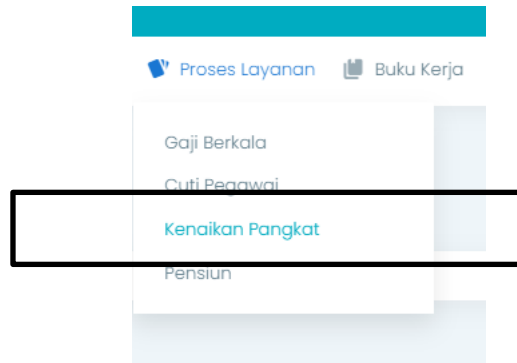 Proses Layanan Buku Kerja
Gaji Berkala
Cuti Pegawai
Kenaikan Pangkat
Pensiun